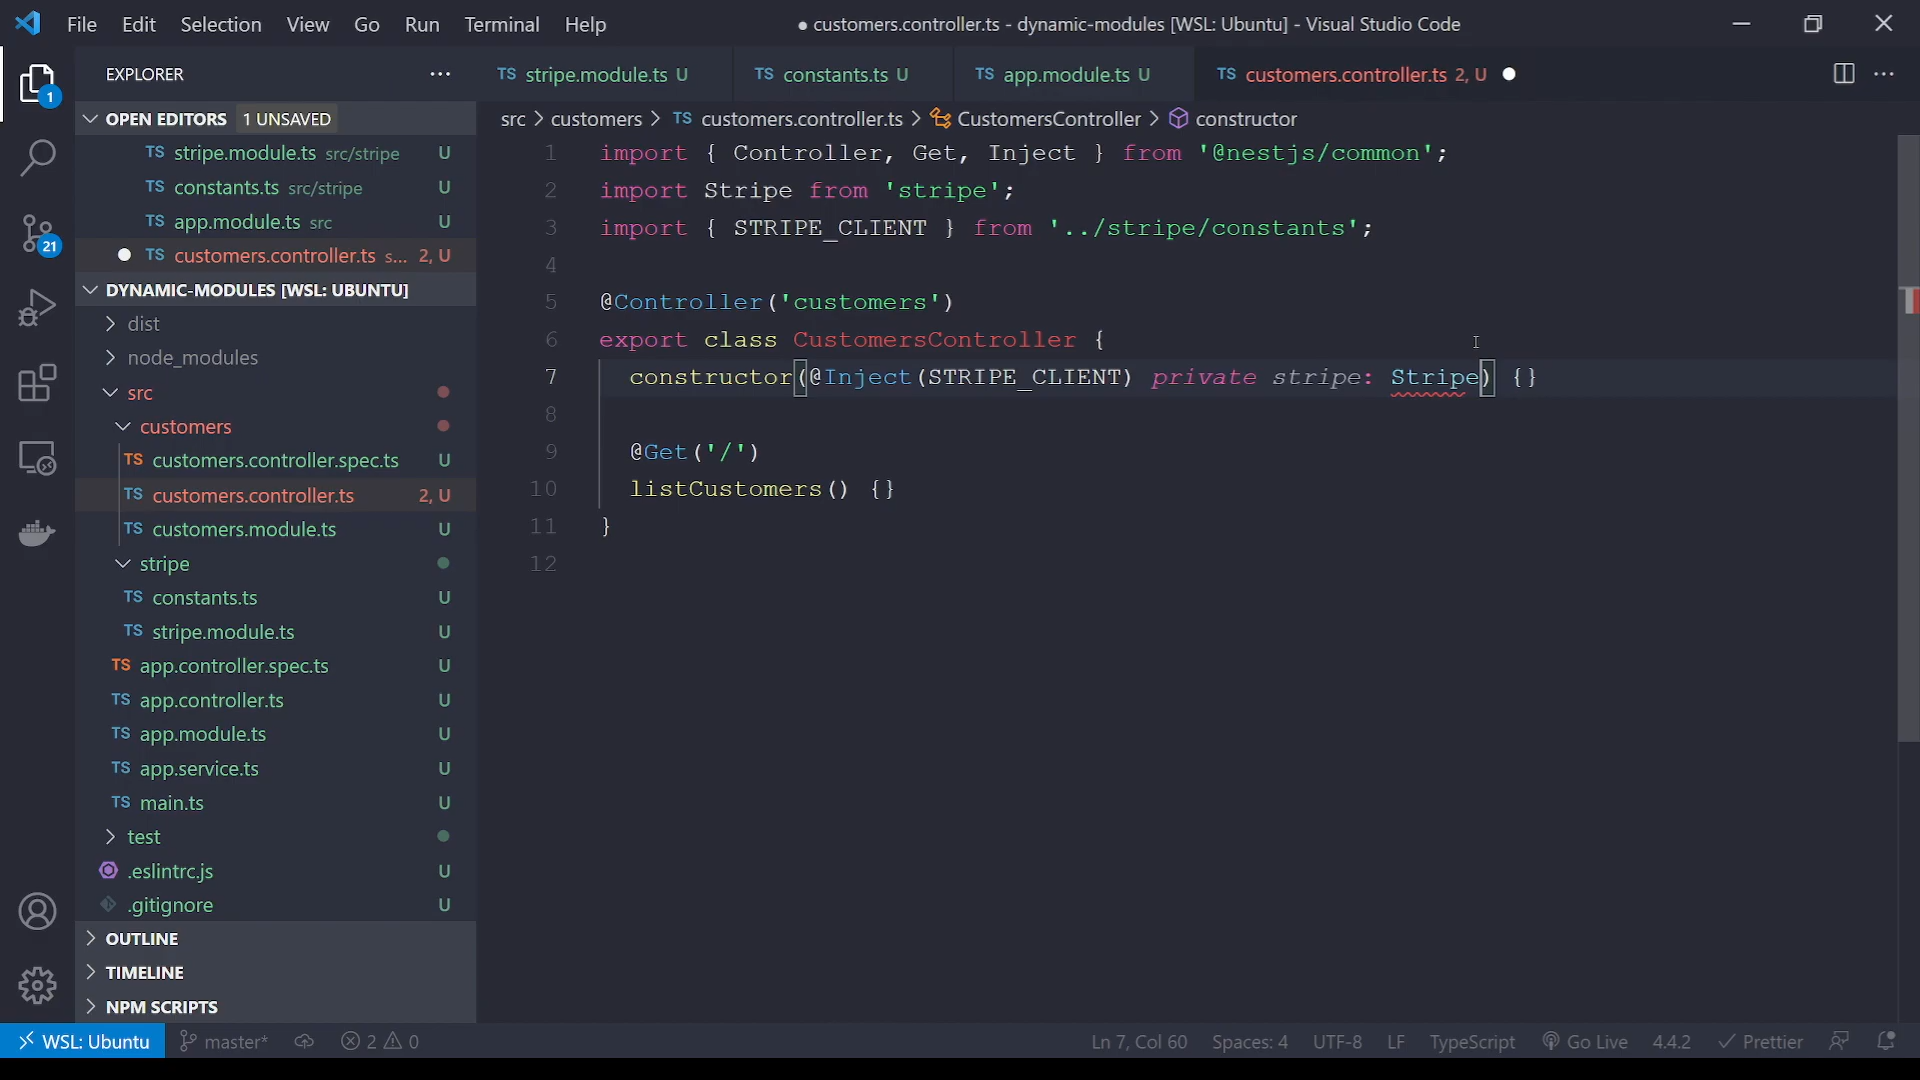 File Edit Selection View Go Run Terminal Help
● customers.controller.ts - dynamic-modules [WSL: Ubuntu] - Visual Studio Code
EXPLORER ···
1
OPEN EDITORS 1 UNSAVED
TS stripe.module.ts src/stripe U
TS constants.ts src/stripe U
TS app.module.ts src U
TS customers.controller.ts s... 2, U
DYNAMIC-MODULES [WSL: UBUNTU]
21
dist
node_modules
src
customers
TS customers.controller.spec.ts U
TS customers.controller.ts 2, U
TS customers.module.ts U
stripe
TS constants.ts U
TS stripe.module.ts U
TS app.controller.spec.ts U
TS app.controller.ts U
TS app.module.ts U
TS app.service.ts U
TS main.ts U
test
.eslintrc.js U
.gitignore U
OUTLINE
TIMELINE
NPM SCRIPTS
TS stripe.module.ts U TS constants.ts U TS app.module.ts U TS customers.controller.ts 2, U ···
src > customers > TS customers.controller.ts > CustomersController > constructor
1 import { Controller, Get, Inject } from '@nestjs/common';
2 import Stripe from 'stripe';
3 import { STRIPE_CLIENT } from '../stripe/constants';
4
5 @Controller('customers')
6 export class CustomersController {
7 constructor(@Inject(STRIPE_CLIENT) private stripe: Stripe) {}
8
9 @Get('/')
10 listCustomers() {}
11 }
12
WSL: Ubuntu master* 2 0 Ln 7, Col 60 Spaces: 4 UTF-8 LF TypeScript Go Live 4.4.2 Prettier